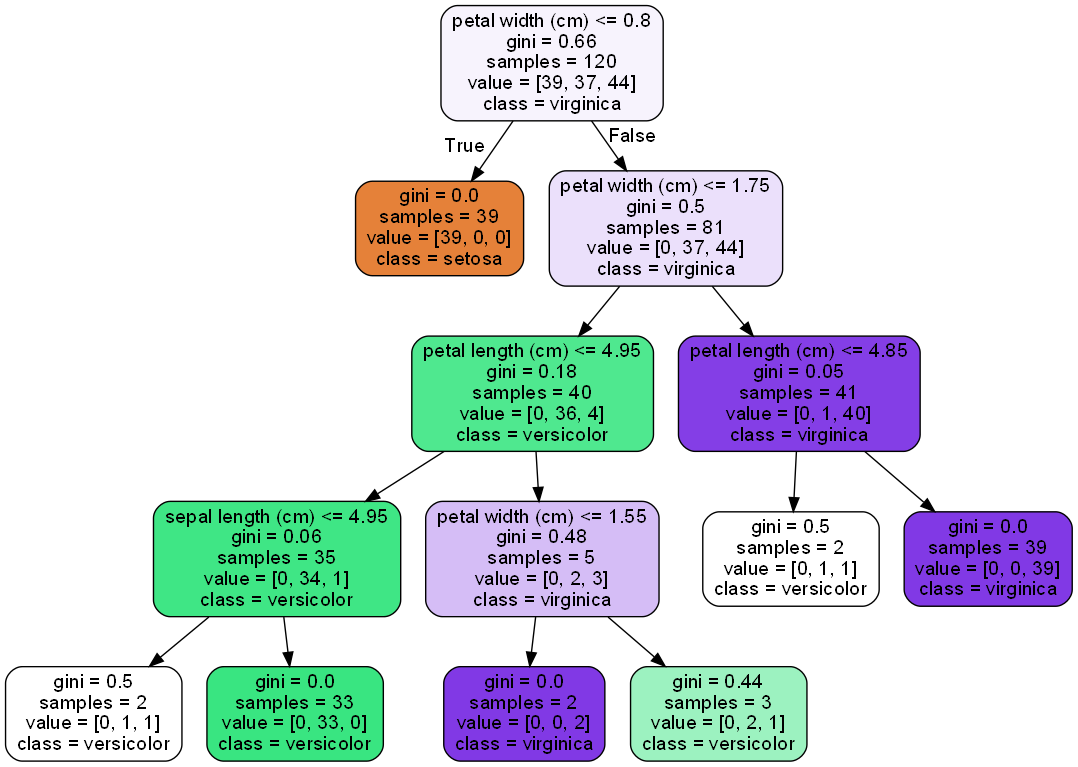 petal width (cm) <= 0.8
gini = 0.66
samples = 120
value = [39, 37, 44]
class = virginica
True
False
gini = 0.0
samples = 39
value = [39, 0, 0]
class = setosa
petal width (cm) <= 1.75
gini = 0.5
samples = 81
value = [0, 37, 44]
class = virginica
petal length (cm) <= 4.95
gini = 0.18
samples = 40
value = [0, 36, 4]
class = versicolor
petal length (cm) <= 4.85
gini = 0.05
samples = 41
value = [0, 1, 40]
class = virginica
sepal length (cm) <= 4.95
gini = 0.06
samples = 35
value = [0, 34, 1]
class = versicolor
petal width (cm) <= 1.55
gini = 0.48
samples = 5
value = [0, 2, 3]
class = virginica
gini = 0.5
samples = 2
value = [0, 1, 1]
class = versicolor
gini = 0.0
samples = 39
value = [0, 0, 39]
class = virginica
gini = 0.5
samples = 2
value = [0, 1, 1]
class = versicolor
gini = 0.0
samples = 33
value = [0, 33, 0]
class = versicolor
gini = 0.0
samples = 2
value = [0, 0, 2]
class = virginica
gini = 0.44
samples = 3
value = [0, 2, 1]
class = versicolor